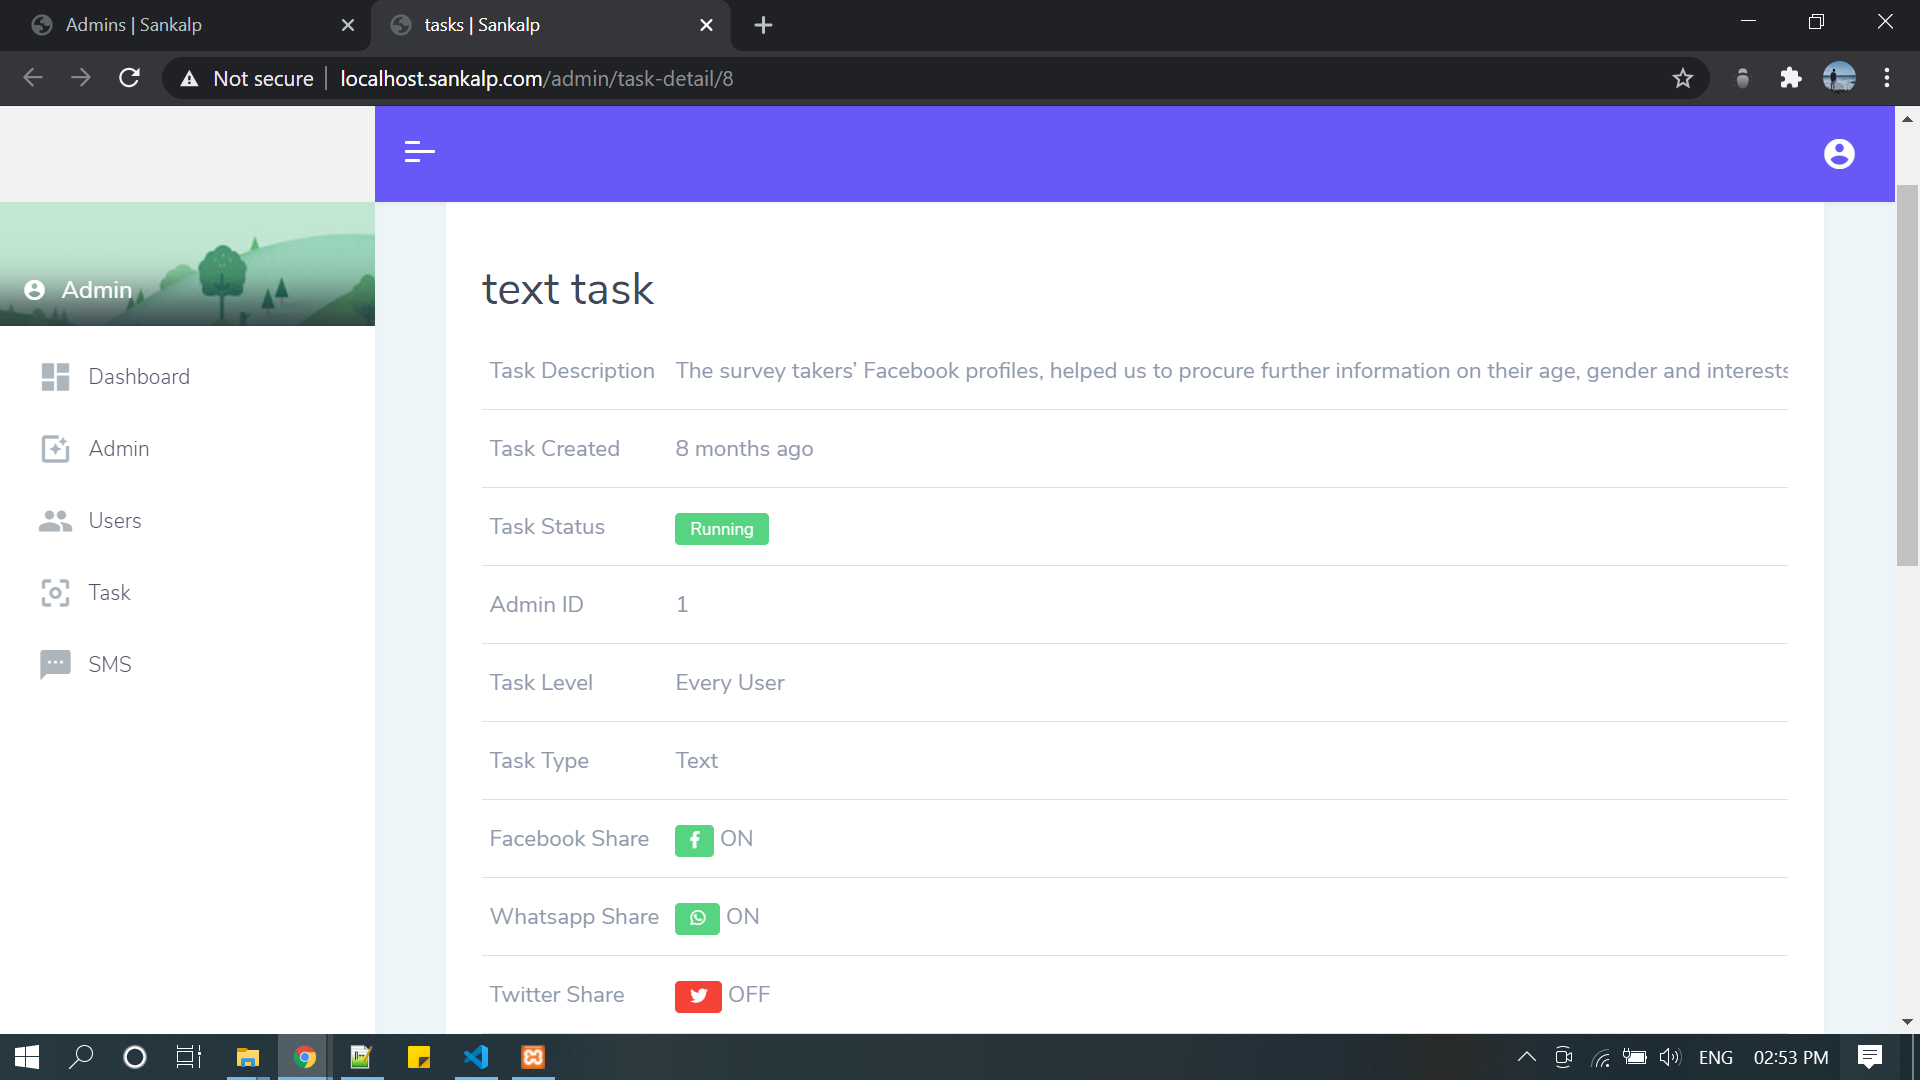 Admins | Sankalp
tasks | Sankalp
Not secure
localhost.sankalp.com/admin/task-detail/8
Admin
Dashboard
Admin
Users
Task
SMS
text task
Task Description The survey takers’ Facebook profiles, helped us to procure further information on their age, gender and interests
Task Created 8 months ago
Task Status Running
Admin ID 1
Task Level Every User
Task Type Text
Facebook Share ON
Whatsapp Share ON
Twitter Share OFF
ENG 02:53 PM